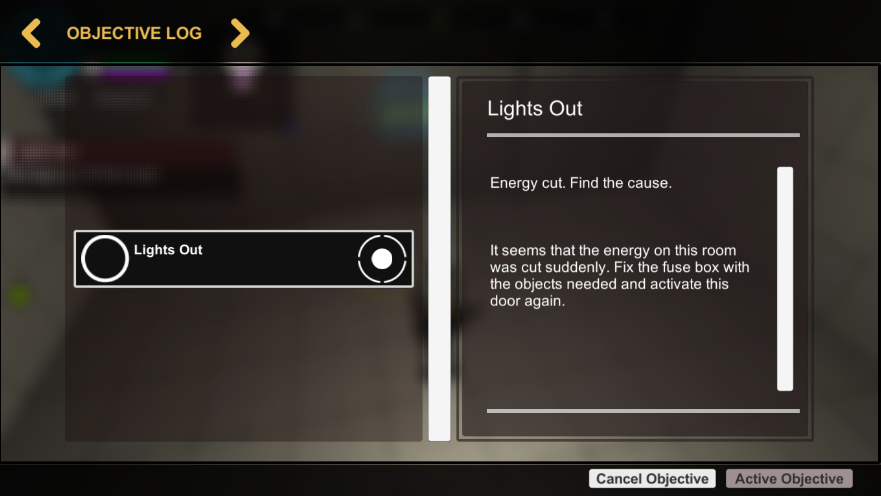 OBJECTIVE LOG
Lights Out
Lights Out
Energy cut. Find the cause.
It seems that the energy on this room
was cut suddenly. Fix the fuse box with
the objects needed and activate this
door again.
Cancel Objective
Active Objective